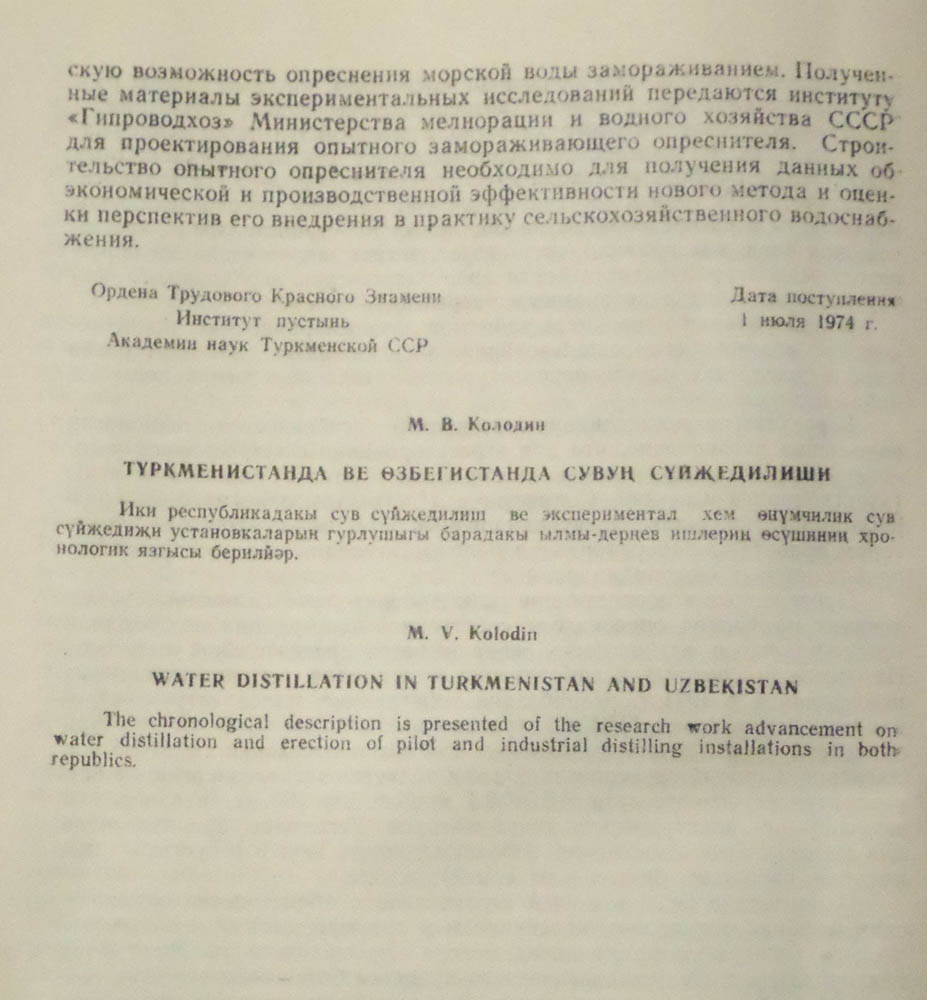 скую возможность опреснения морской воды замораживанием. Получен-
ные материалы экспериментальных исследований передаются институту
«Гипроводхоз» Министерства мелиорации и водного хозяйства СССР
для проектирования опытного замораживающего опреснителя. Строи-
тельство опытного опреснителя необходимо для получения данных об
экономической и производственной эффективности нового метода и оцен-
ки перспектив его внедрения в практику сельскохозяйственного водоснаб-
жения.
Ордена Трудового Красного Знамени
Институт пустынь
Академии наук Туркменской ССР
Дата поступления
1 июля 1974 г.
М. В. Колодин
ТҮРКМЕНИСТАНДА ВЕ ӨЗБЕГИСТАНДА СУВУҢ СҮЙҖЕДИЛИШИ
Ики республикадакы сув сүйҗедилиш ве экспериментал хем өнүмчилик сув
сүйҗедиҗи установкаларың гурлушыгы барадакы ылмы-дернев ишлериң өсүшиниң хро-
нологик язгысы берилйәр.
M. V. Kolodin
WATER DISTILLATION IN TURKMENISTAN AND UZBEKISTAN
The chronological description is presented of the research work advancement on
water distillation and erection of pilot and industrial distilling installations in both
republics.